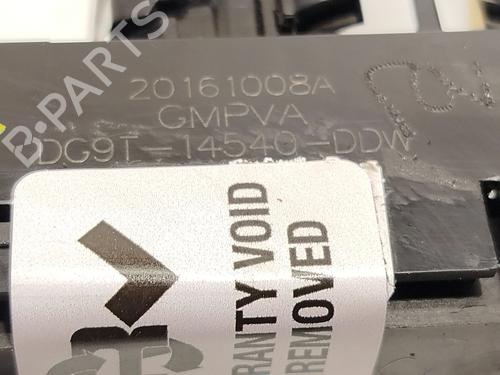 20161008A
GMPVA
DG9T-14540-DDW
B-PARTS
RANTY VOID
REMOVED